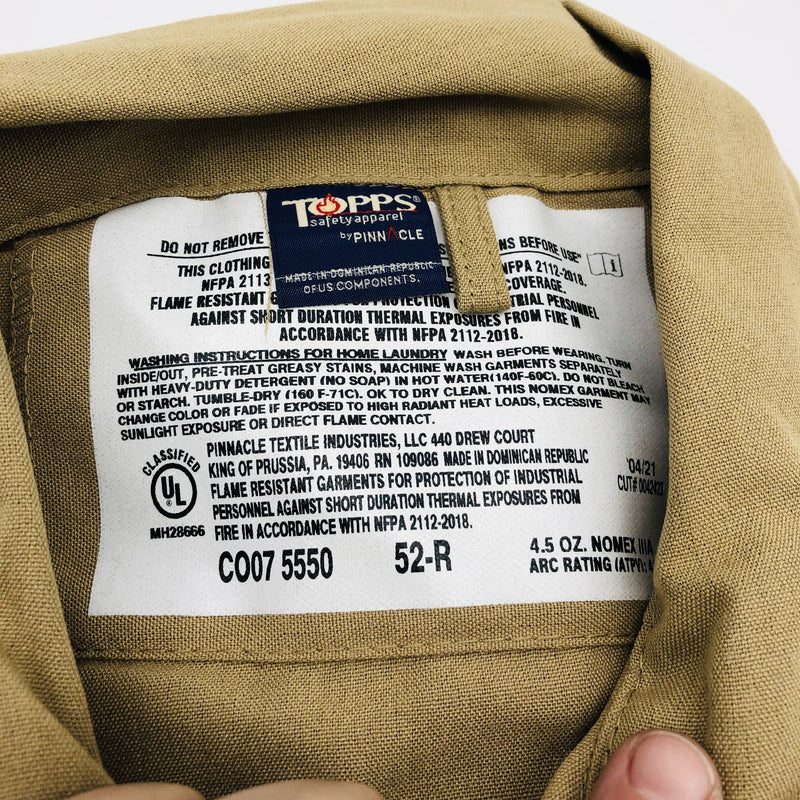 TOPPS®
safety apparel
by PINNACLE
MADE IN DOMINICAN REPUBLIC
OF US COMPONENTS.
DO NOT REMOVE NS BEFORE USE"
THIS CLOTHING NFPA 2112-2018.
NFPA 2113 COVERAGE.
FLAME RESISTANT PROTECTION PERSONNEL
AGAINST SHORT DURATION THERMAL EXPOSURES FROM FIRE IN
ACCORDANCE WITH NFPA 2112-2018.
WASHING INSTRUCTIONS FOR HOME LAUNDRY WASH BEFORE WEARING. TURN
INSIDE/OUT, PRE-TREAT GREASY STAINS, MACHINE WASH GARMENTS SEPARATELY
WITH HEAVY-DUTY DETERGENT (NO SOAP) IN HOT WATER(140F-60C). DO NOT BLEACH
OR STARCH. TUMBLE-DRY (160 F-71C). OK TO DRY CLEAN. THIS NOMEX GARMENT MAY
CHANGE COLOR OR FADE IF EXPOSED TO HIGH RADIANT HEAT LOADS, EXCESSIVE
SUNLIGHT EXPOSURE OR DIRECT FLAME CONTACT.
CLASSIFIED
UL
MH28666
PINNACLE TEXTILE INDUSTRIES, LLC 440 DREW COURT
KING OF PRUSSIA, PA. 19406 RN 109086 MADE IN DOMINICAN REPUBLIC
FLAME RESISTANT GARMENTS FOR PROTECTION OF INDUSTRIAL
PERSONNEL AGAINST SHORT DURATION THERMAL EXPOSURES FROM
FIRE IN ACCORDANCE WITH NFPA 2112-2018.
04/21
CUT# 0042423
CO07 5550 52-R
4.5 OZ. NOMEX IIIA
ARC RATING (ATPV):